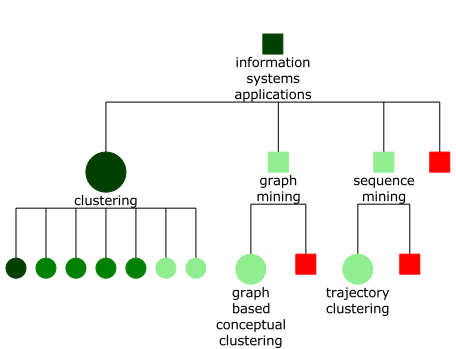 information
systems
applications
clustering
graph
mining
sequence
mining
graph
based
conceptual
clustering
trajectory
clustering